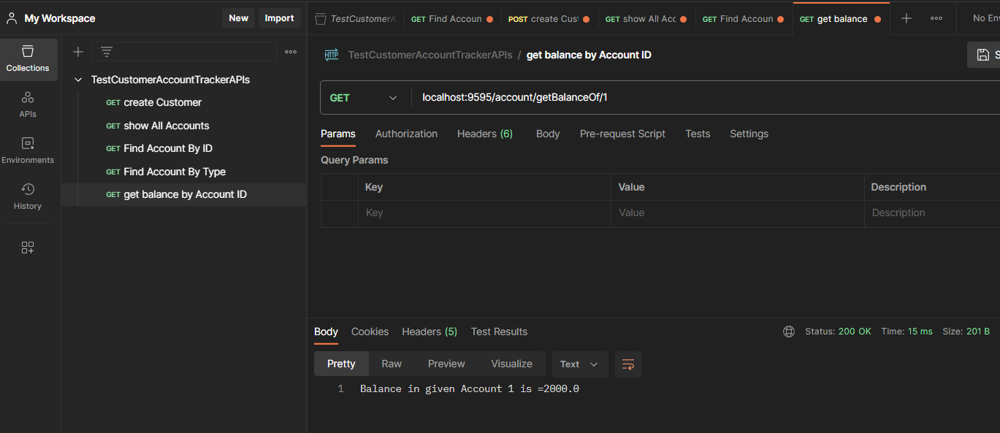 My Workspace
New
Import
TestCustomerA
GET Find Accoun
POST create Cust
GET show All Acc
GET Find Accoun
GET get balance
No Env
Collections
APIs
Environments
History
TestCustomerAccountTrackerAPIs
GET create Customer
GET show All Accounts
GET Find Account By ID
GET Find Account By Type
GET get balance by Account ID
HTTP TestCustomerAccountTrackerAPIs / get balance by Account ID
S
GET localhost:9595/account/getBalanceOf/1
Params Authorization Headers (6) Body Pre-request Script Tests Settings
Query Params
Key Value Description
Key Value Description
Body Cookies Headers (5) Test Results
Status: 200 OK Time: 15 ms Size: 201 B
Pretty Raw Preview Visualize Text
1 Balance in given Account 1 is =2000.0